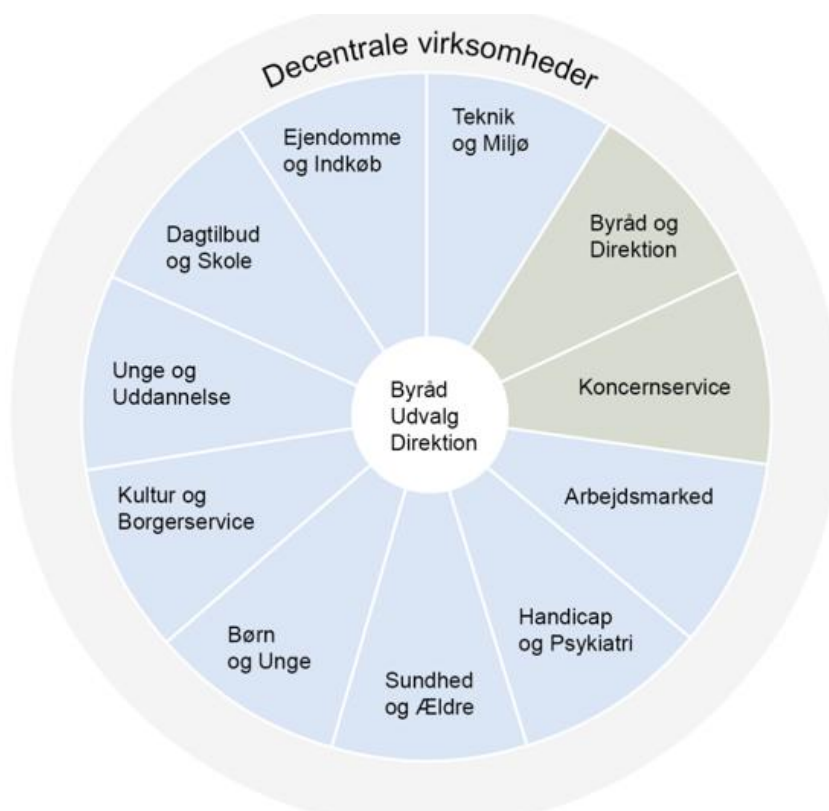 Decentrale virksomheder
Teknik
og Miljø
Byråd og
Direktion
Koncernservice
Arbejdsmarked
Handicap
og Psykiatri
Sundhed
og Ældre
Børn
og Unge
Kultur og
Borgerservice
Unge og
Uddannelse
Dagtilbud
og Skole
Ejendomme
og Indkøb
Byråd
Udvalg
Direktion